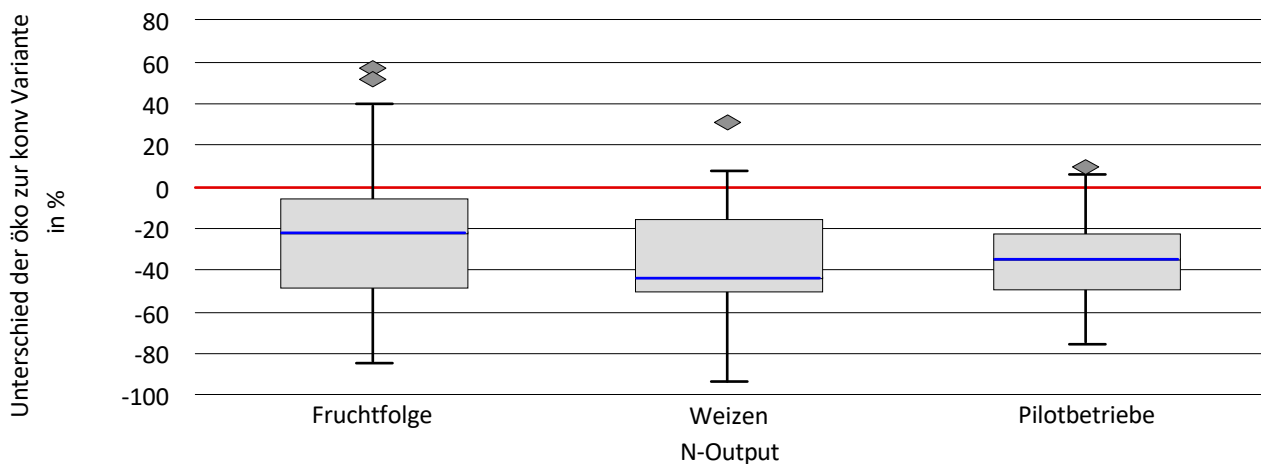 Unterschied der öko zur konv Variante
in %
80
60
40
20
0
-20
-40
-60
-80
-100
Fruchtfolge
Weizen
Pilotbetriebe
N-Output